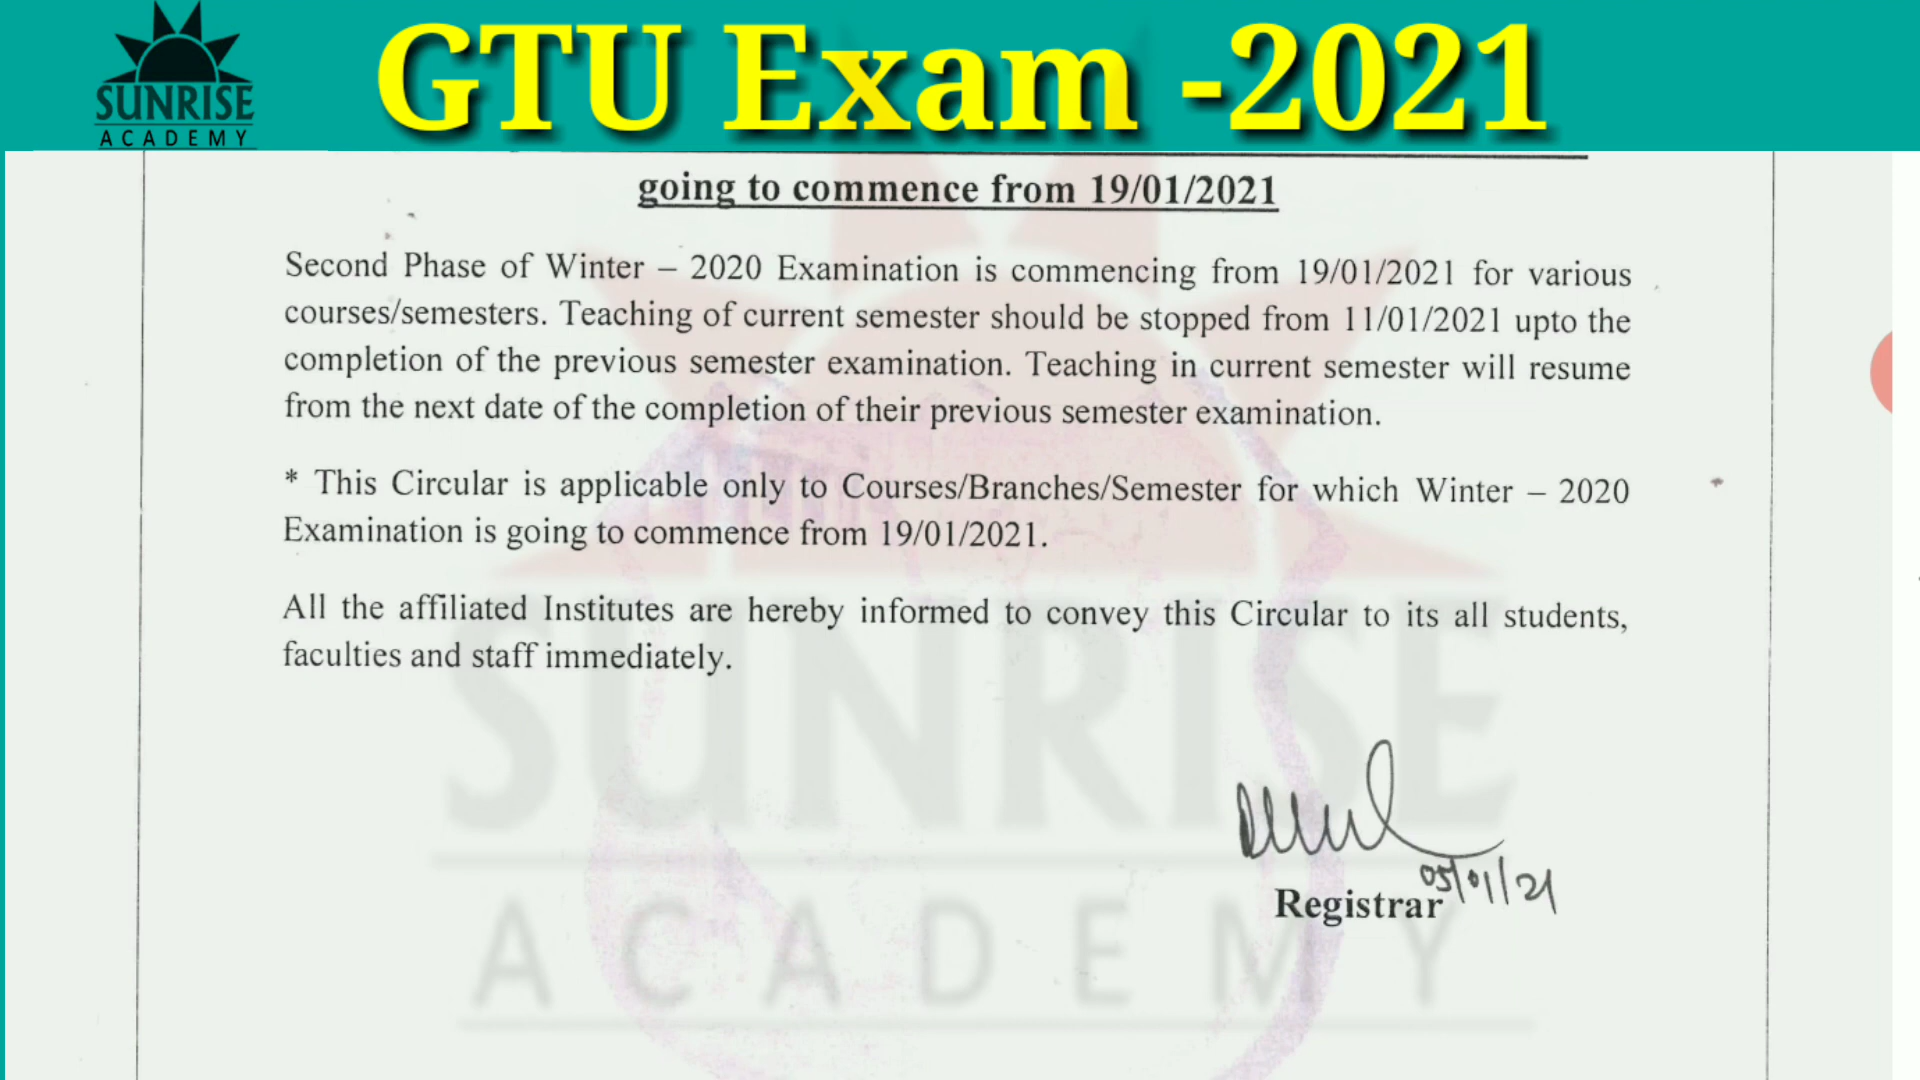 SUNRISE
ACADEMY
GTU Exam -2021
going to commence from 19/01/2021
Second Phase of Winter – 2020 Examination is commencing from 19/01/2021 for various
courses/semesters. Teaching of current semester should be stopped from 11/01/2021 upto the
completion of the previous semester examination. Teaching in current semester will resume
from the next date of the completion of their previous semester examination.
* This Circular is applicable only to Courses/Branches/Semester for which Winter – 2020
Examination is going to commence from 19/01/2021.
All the affiliated Institutes are hereby informed to convey this Circular to its all students,
faculties and staff immediately.
SUNRISE
ACADEMY
05/01/21
Registrar